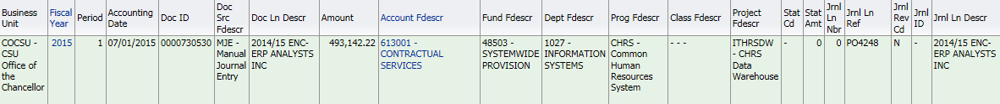 Business Unit	Fiscal Year	Period	Accounting Date	Doc ID	Doc Src Fdescr	Doc Ln Descr	Amount	Account Fdescr	Fund Fdescr	Dept Fdescr	Prog Fdescr	Class Fdescr	Project Fdescr	Stat Cd	Stat Amt	Jrnl Ln Nbr	Jrnl Ln Ref	Jrnl Rev Cd	Jrnl ID	Jrnl Ln Descr
COCSU - CSU Office of the Chancellor	2015	1	07/01/2015	0000730530	MJE - Manual Journal Entry	2014/15 ENC-ERP ANALYSTS INC	493,142.22	613001 - CONTRACTUAL SERVICES	48503 - SYSTEMWIDE PROVISION	1027 - INFORMATION SYSTEMS	CHRS - Common Human Resources System	- - -	ITHRSDW - CHRS Data Warehouse	-	0	0	PO4248	N	-	2014/15 ENC-ERP ANALYSTS INC